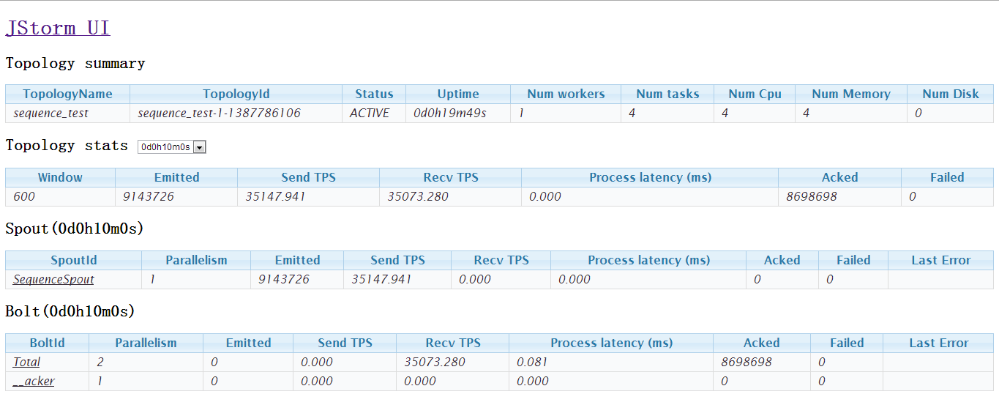 JStorm UI
Topology summary
TopologyName TopologyId Status Uptime Num workers Num tasks Num Cpu Num Memory Num Disk
sequence_test sequence_test-1-1387786106 ACTIVE 0d0h19m49s 1 4 4 4 0
Topology stats 0d0h10m0s
Window Emitted Send TPS Recv TPS Process latency (ms) Acked Failed
600 9143726 35147.941 35073.280 0.000 8698698 0
Spout(0d0h10m0s)
SpoutId Parallelism Emitted Send TPS Recv TPS Process latency (ms) Acked Failed Last Error
SequenceSpout 1 9143726 35147.941 0.000 0.000 0 0
Bolt(0d0h10m0s)
BoltId Parallelism Emitted Send TPS Recv TPS Process latency (ms) Acked Failed Last Error
Total 2 0 0.000 35073.280 0.081 8698698 0
__acker 1 0 0.000 0.000 0.000 0 0